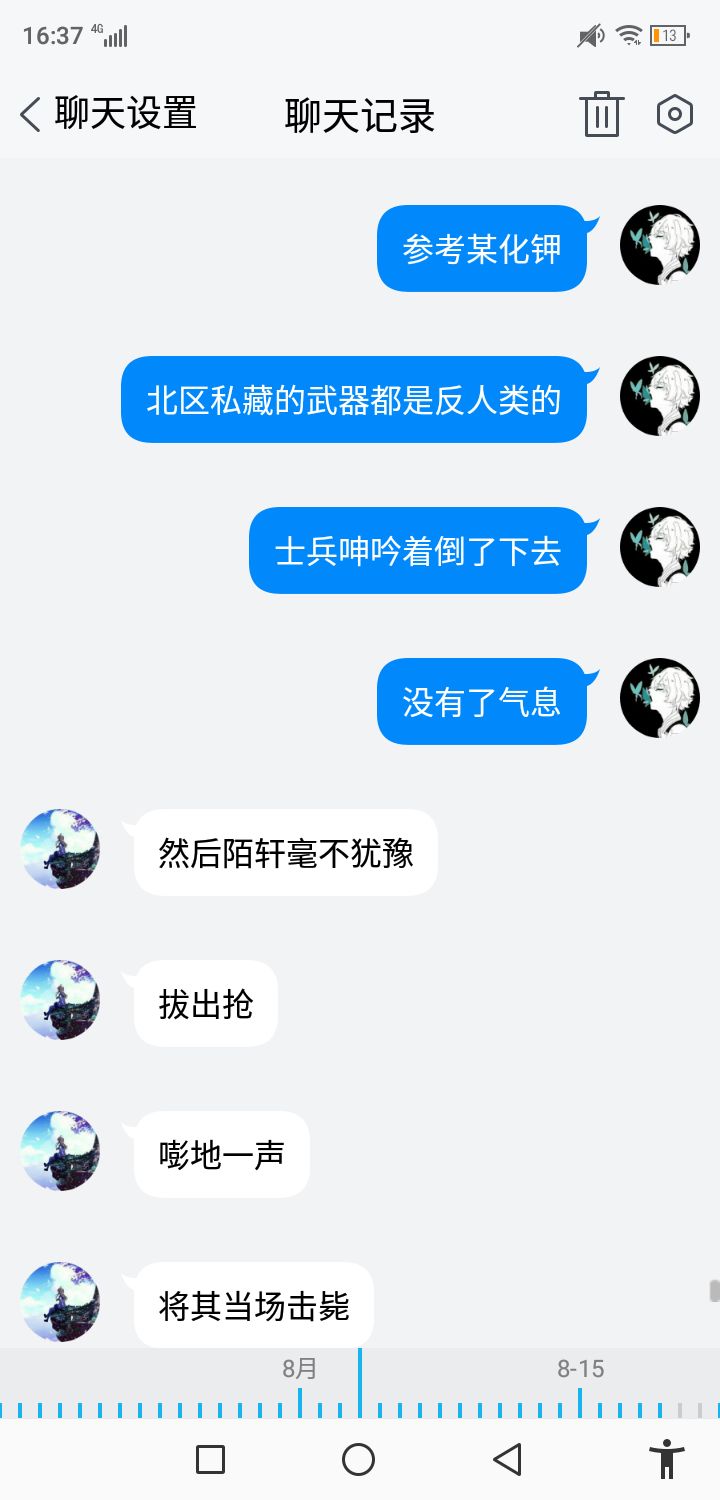 16:37 4G 13
聊天设置 聊天记录
参考某化钾
北区私藏的武器都是反人类的
士兵呻吟着倒了下去
没有了气息
然后陌轩毫不犹豫
拔出抢
嘭地一声
将其当场击毙
8月 8-15